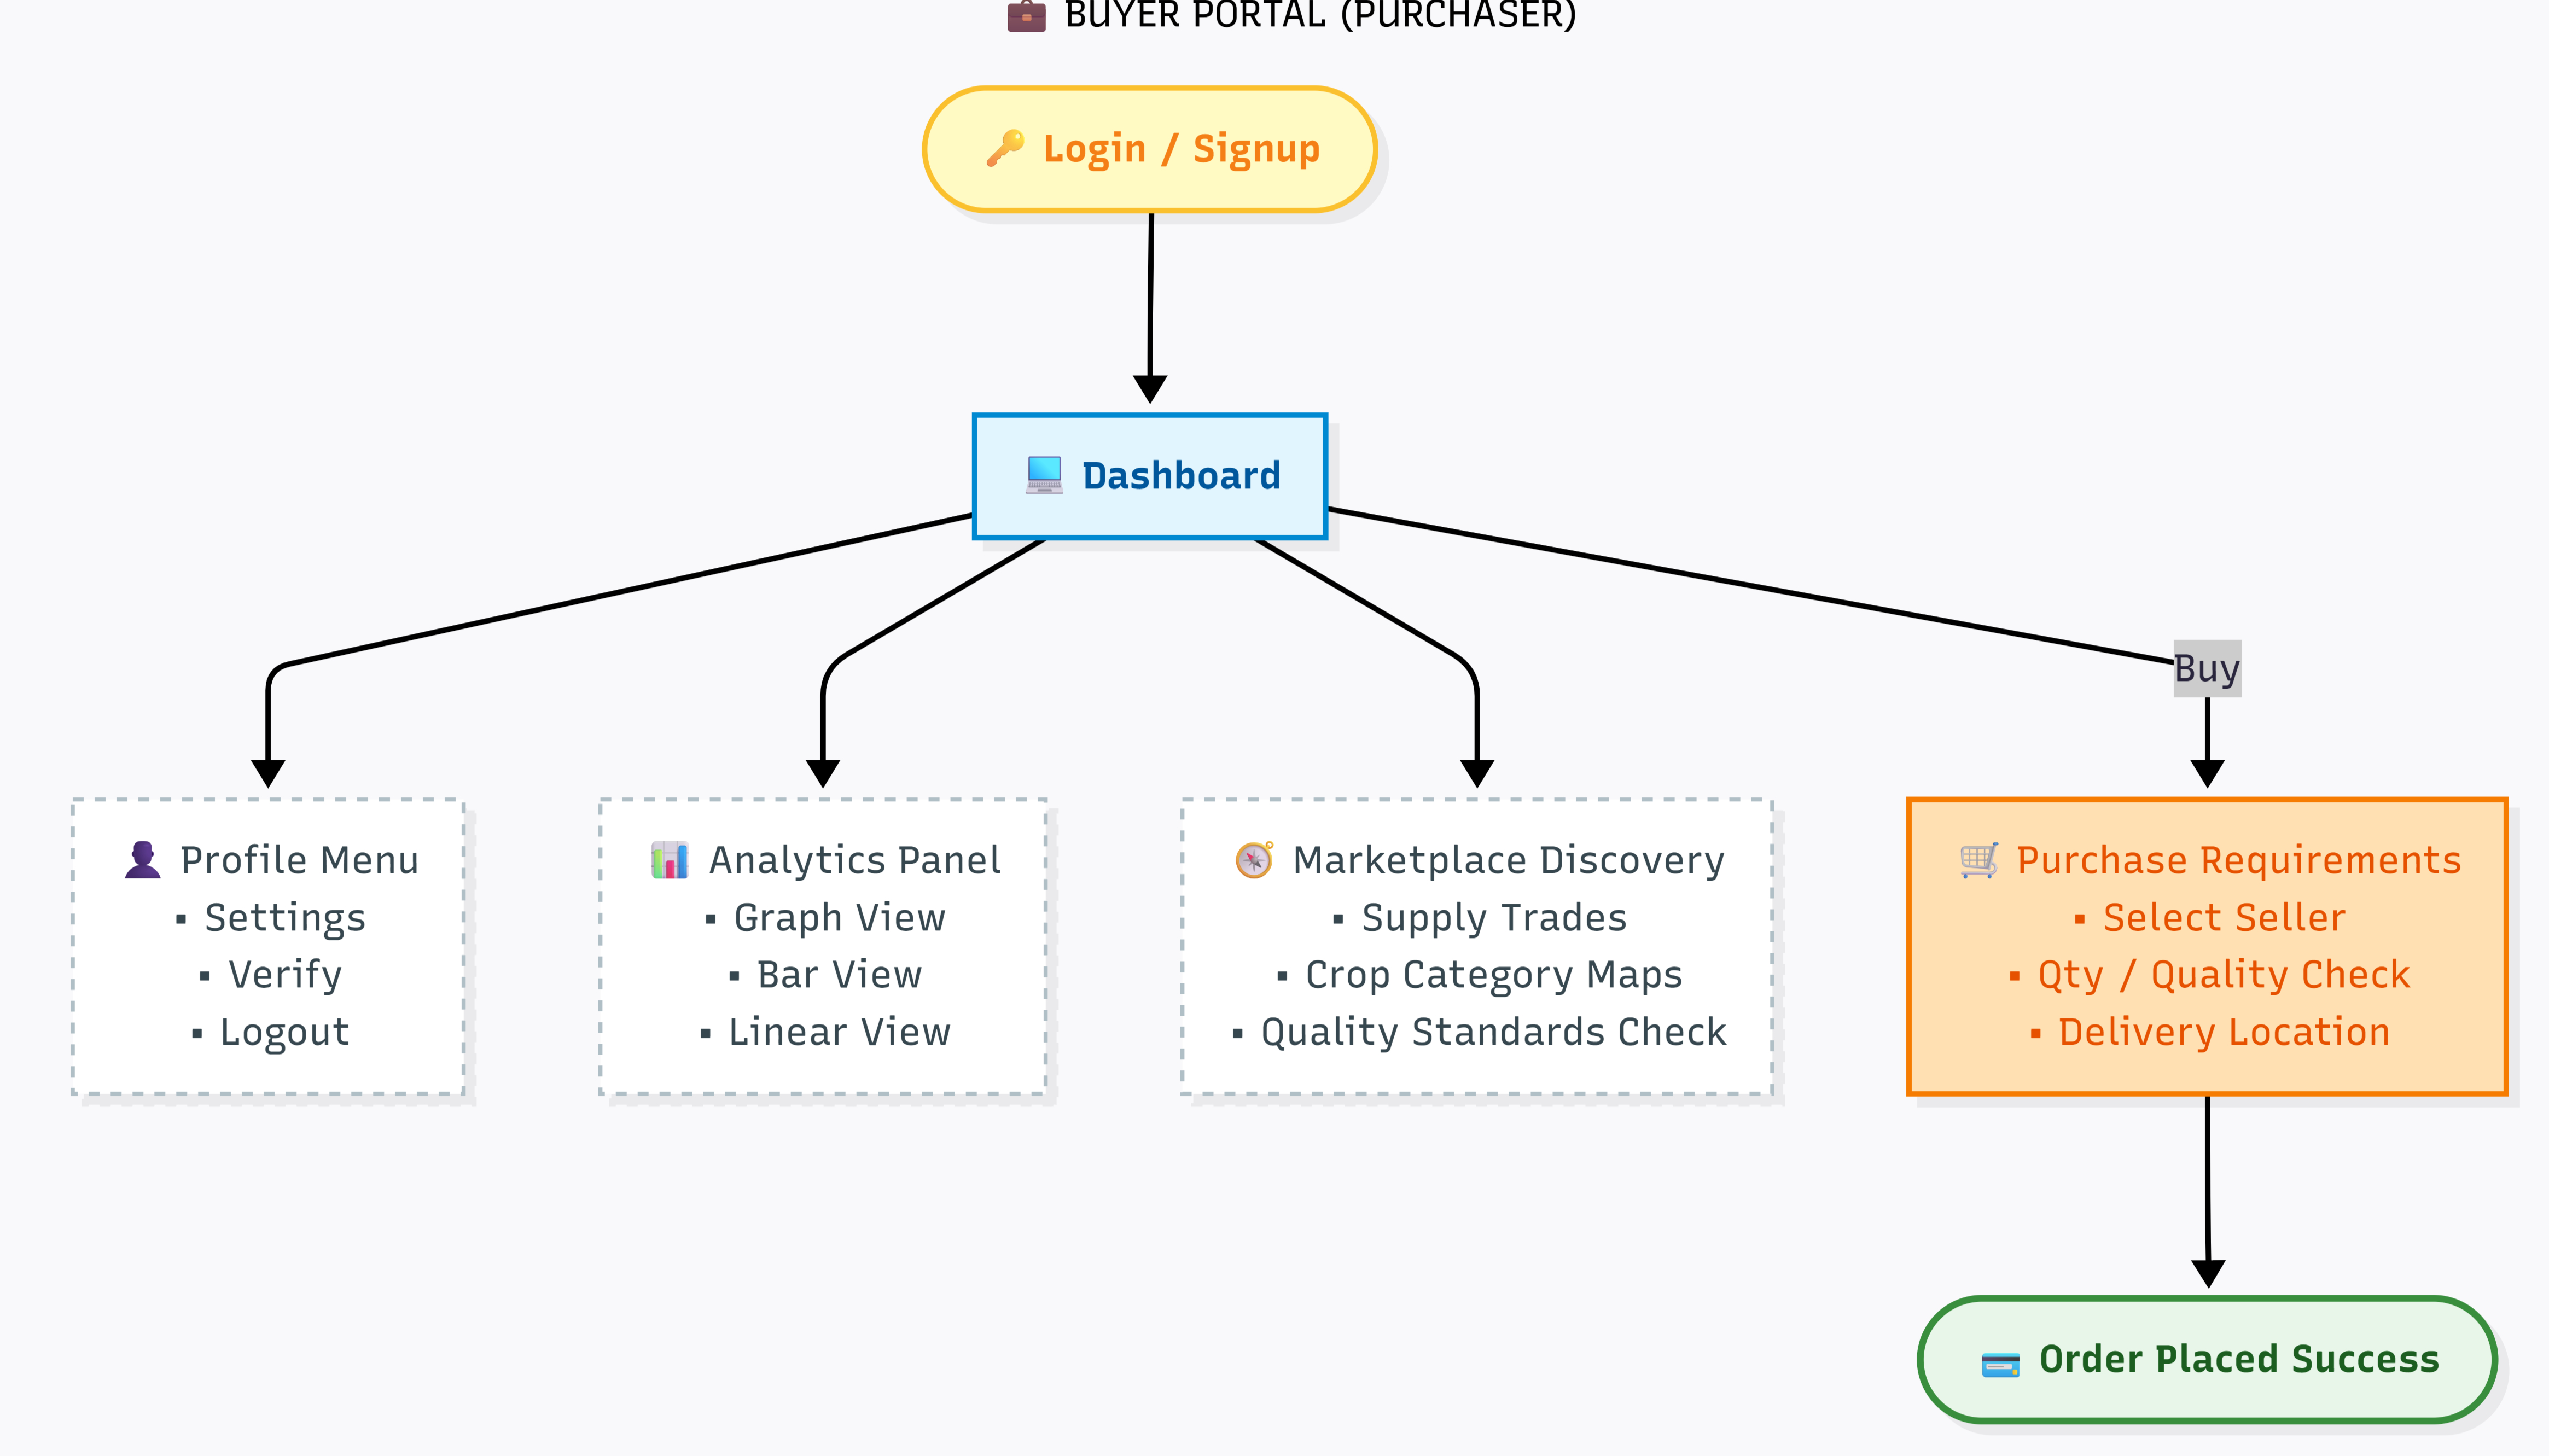 BUYER PORTAL (PURCHASER)
Login / Signup
Dashboard
Buy
Profile Menu
▪ Settings
▪ Verify
▪ Logout
Analytics Panel
▪ Graph View
▪ Bar View
▪ Linear View
Marketplace Discovery
▪ Supply Trades
▪ Crop Category Maps
▪ Quality Standards Check
Purchase Requirements
▪ Select Seller
▪ Qty / Quality Check
▪ Delivery Location
Order Placed Success